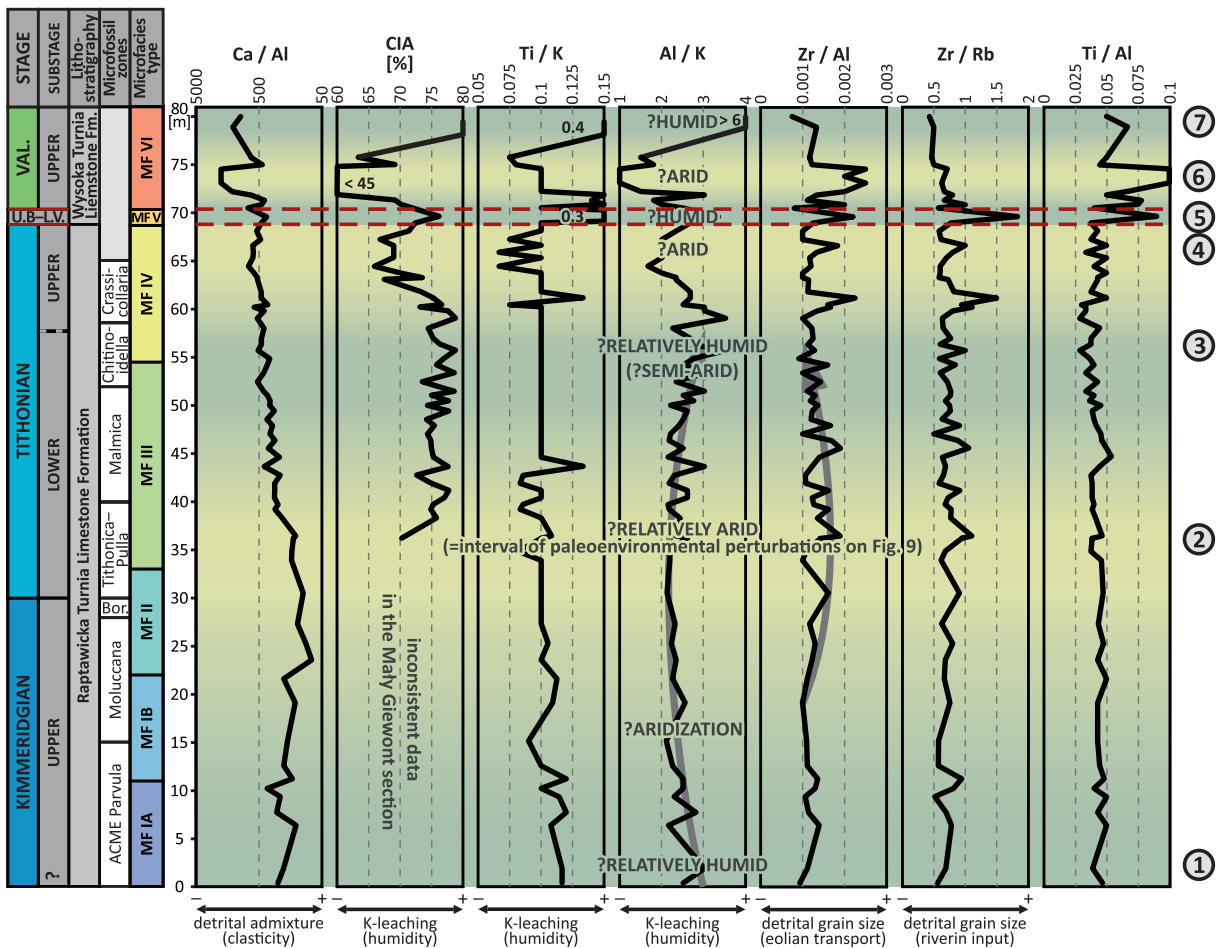 STAGE
SUBSTAGE
Litho-
stratigraphy
Microfossil
zones
Microfacies
type
Ca / Al
CIA
[%]
Ti / K
Al / K
Zr / Al
Zr / Rb
Ti / Al
5000
500
50
60
65
70
75
80
0.05
0.075
0.1
0.125
0.15
1
2
3
4
0
0.001
0.002
0.003
0
0.5
1
1.5
2
0
0.025
0.05
0.075
0.1
80
[m]
75
70
65
60
55
50
45
40
35
30
25
20
15
10
5
0
VAL.
UPPER
Wysoka Turnia
Liemstone Fm.
MF VI
U.B–L.V.
MF V
TITHONIAN
UPPER
LOWER
Raptawicka Turnia Limestone Formation
Crassi-
collaria
Chitino-
idella
Malmica
Tithonica–
Pulla
MF IV
MF III
KIMMERIDGIAN
UPPER
?
Bor.
Moluccana
ACME Parvula
MF II
MF IB
MF IA
0.4
?HUMID
> 6
7
< 45
?ARID
6
0.3
?HUMID
5
?ARID
4
?RELATIVELY HUMID
(?SEMI-ARID)
3
?RELATIVELY ARID
(=interval of paleoenvironmental perturbations on Fig. 9)
2
inconsistent data
in the Mały Giewont section
?ARIDIZATION
?RELATIVELY HUMID
1
− +
detrital admixture
(clasticity)
− +
K-leaching
(humidity)
− +
K-leaching
(humidity)
− +
K-leaching
(humidity)
− +
detrital grain size
(eolian transport)
− +
detrital grain size
(riverin input)